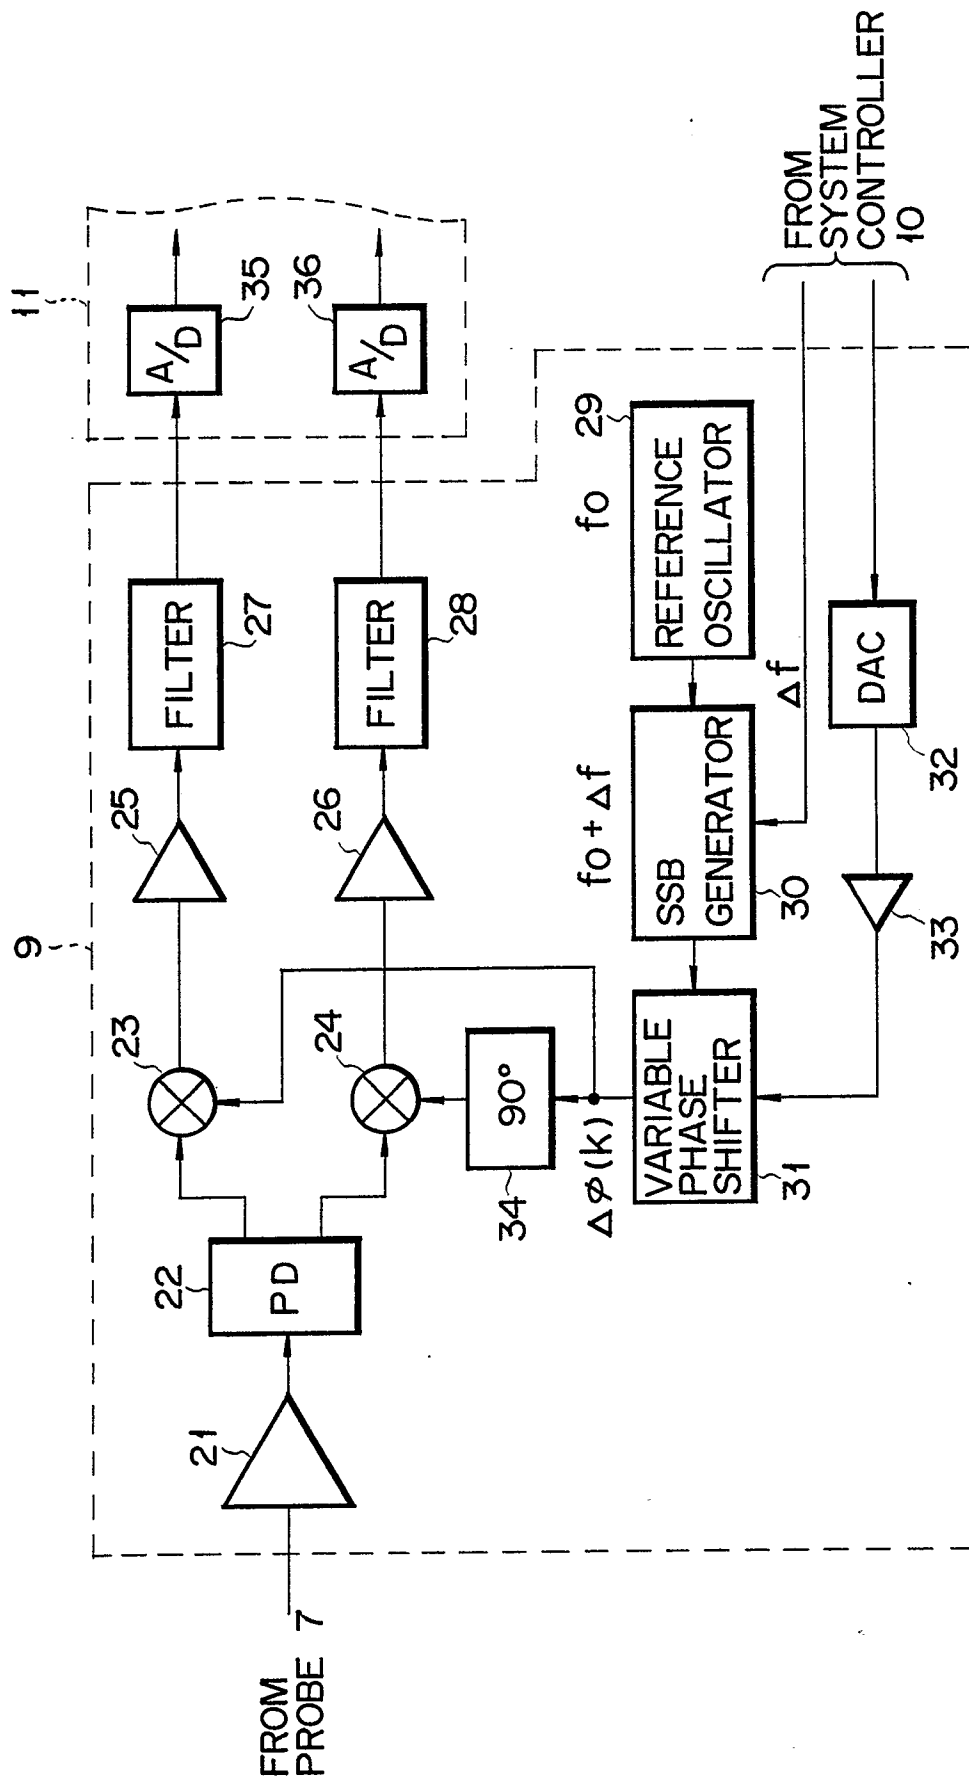 11
A/D
35
A/D
36
9
23
25
FILTER
27
24
26
FILTER
28
22
PD
21
FROM
PROBE 7
34
90°
Δφ(k)
VARIABLE
PHASE
SHIFTER
31
fo + Δf
SSB
GENERATOR
30
fo
29
REFERENCE
OSCILLATOR
Δf
33
DAC
32
FROM
SYSTEM
CONTROLLER
10